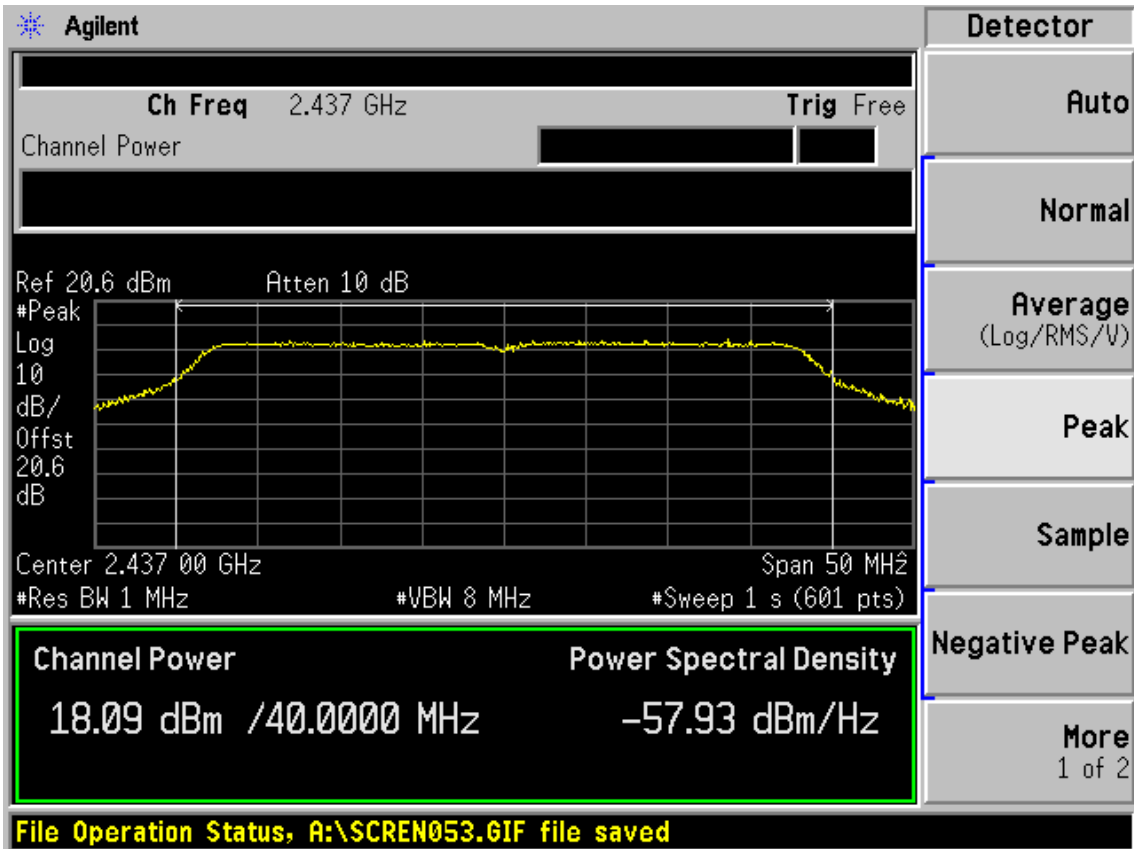 Agilent
Detector
Ch Freq 2.437 GHz Trig Free
Channel Power
Auto
Normal
Average
(Log/RMS/V)
Peak
Sample
Negative Peak
More
1 of 2
Ref 20.6 dBm Atten 10 dB
#Peak
Log
10
dB/
Offst
20.6
dB
Center 2.437 00 GHz Span 50 MHz
#Res BW 1 MHz #VBW 8 MHz #Sweep 1 s (601 pts)
Channel Power Power Spectral Density
18.09 dBm /40.0000 MHz -57.93 dBm/Hz
File Operation Status, A:\SCREN053.GIF file saved